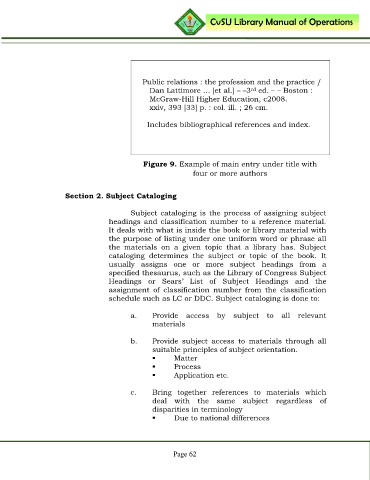 CvSU Library Manual of Operations
Public relations : the profession and the practice /
Dan Lattimore ... [et al.] – –3rd ed. – – Boston :
McGraw-Hill Higher Education, c2008.
xxiv, 393 [33] p. : col. ill. ; 26 cm.
Includes bibliographical references and index.
Figure 9. Example of main entry under title with
four or more authors
Section 2. Subject Cataloging
Subject cataloging is the process of assigning subject
headings and classification number to a reference material.
It deals with what is inside the book or library material with
the purpose of listing under one uniform word or phrase all
the materials on a given topic that a library has. Subject
cataloging determines the subject or topic of the book. It
usually assigns one or more subject headings from a
specified thesaurus, such as the Library of Congress Subject
Headings or Sears' List of Subject Headings and the
assignment of classification number from the classification
schedule such as LC or DDC. Subject cataloging is done to:
a. Provide access by subject to all relevant
materials
b. Provide subject access to materials through all
suitable principles of subject orientation.
▪ Matter
▪ Process
▪ Application etc.
c. Bring together references to materials which
deal with the same subject regardless of
disparities in terminology
▪ Due to national differences
Page 62